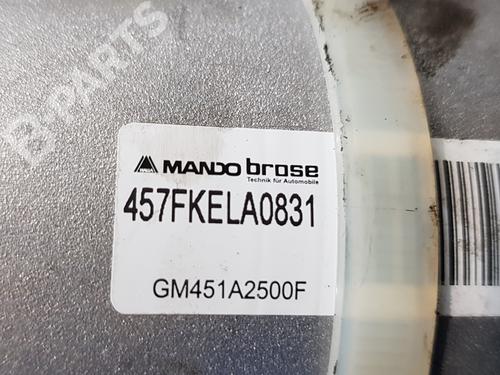 B-PARTS
MANDO brose
Technik für Automobile
457FKELA0831
GM451A2500F